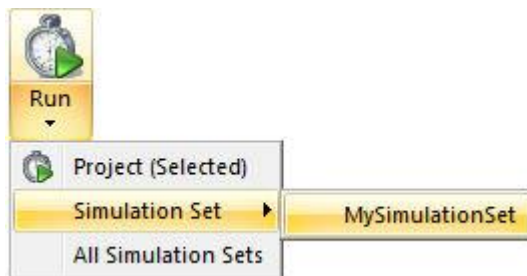 Run
Project (Selected)
Simulation Set
MySimulationSet
All Simulation Sets